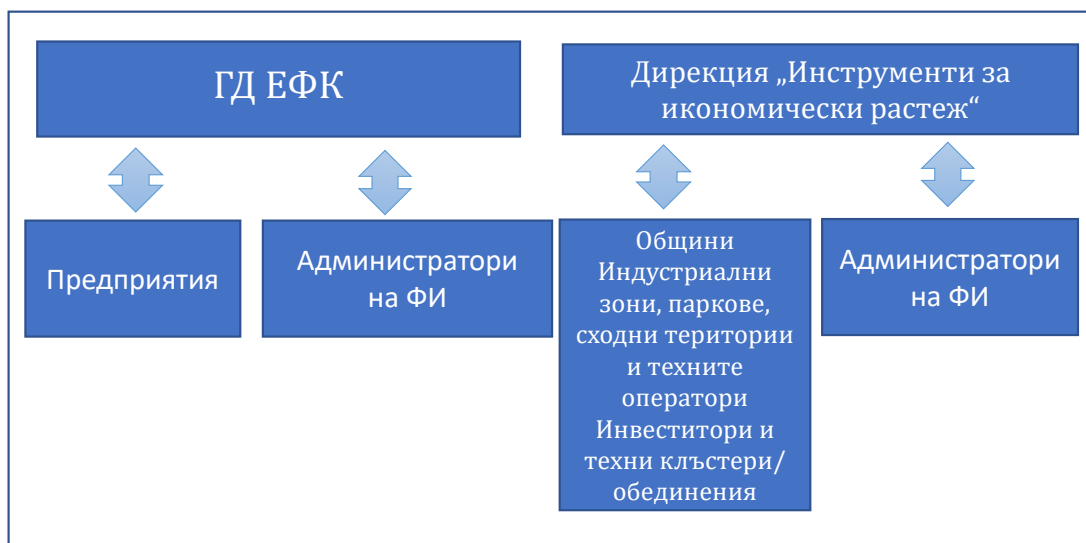 ГД ЕФК
Дирекция „Инструменти за
икономически растеж“
Предприятия
Администратори
на ФИ
Общини
Индустриални
зони, паркове,
сходни територии
и техните
оператори
Инвеститори и
техни клъстери/
обединения
Администратори
на ФИ